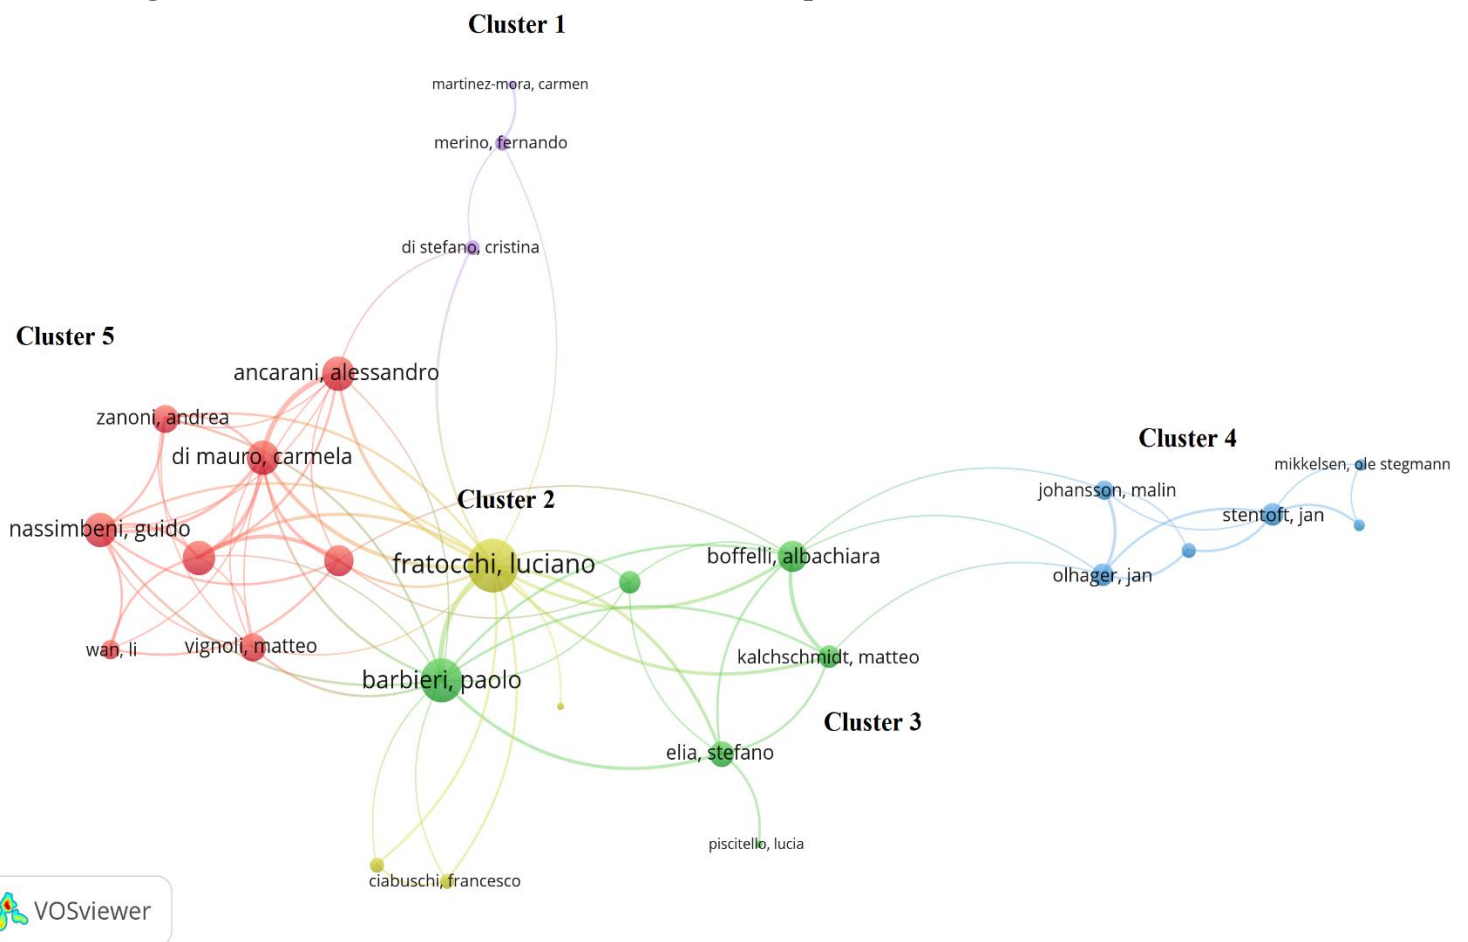 Cluster 1
martinez-mora, carmen
merino, fernando
di stefano, cristina
Cluster 5
ancarani, alessandro
zanoni, andrea
di mauro, carmela
Cluster 4
mikkelsen, ole stegmann
johansson, malin
Cluster 2
stentoft, jan
nassimbeni, guido
fratocchi, luciano
boffelli, albachiara
olhager, jan
wan, li
vignoli, matteo
kalchschmidt, matteo
barbieri, paolo
Cluster 3
elia, stefano
piscitello, lucia
ciabuschi, francesco
VOSviewer